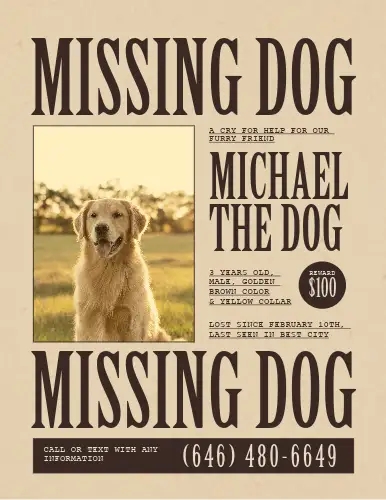 MISSING DOG
A CRY FOR HELP FOR OUR
FURRY FRIEND
MICHAEL
THE DOG
3 YEARS OLD,
MALE, GOLDEN
BROWN COLOR
& YELLOW COLLAR
REWARD
$100
LOST SINCE FEBRUARY 10TH,
LAST SEEN IN BEST CITY
MISSING DOG
CALL OR TEXT WITH ANY
INFORMATION
(646) 480-6649